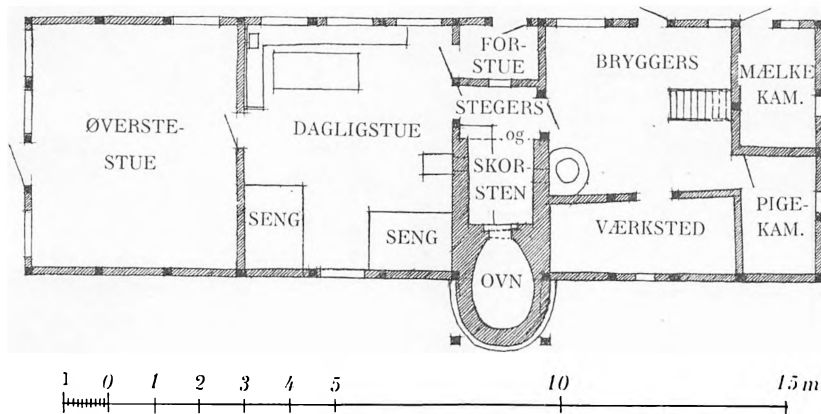 ØVERSTE-
STUE
DAGLIGSTUE
SENG
SENG
FOR-
STUE
STEGERS
og
SKOR-
STEN
OVN
BRYGGERS
MÆLKE
KAM.
VÆRKSTED
PIGE-
KAM.
1 0 1 2 3 4 5 10 15 m